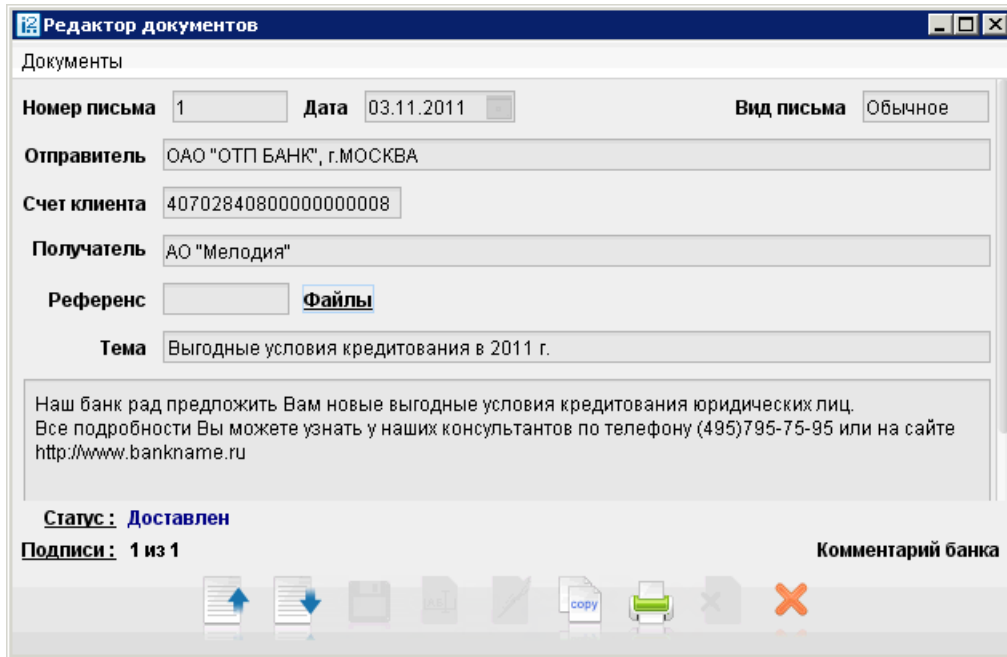 Редактор документов
Документы
Номер письма 1 Дата 03.11.2011 Вид письма Обычное
Отправитель ОАО "ОТП БАНК", г.МОСКВА
Счет клиента 40702840800000000008
Получатель АО "Мелодия"
Референс Файлы
Тема Выгодные условия кредитования в 2011 г.
Наш банк рад предложить Вам новые выгодные условия кредитования юридических лиц.
Все подробности Вы можете узнать у наших консультантов по телефону (495)795-75-95 или на сайте
http://www.bankname.ru
Статус : Доставлен
Подписи : 1 из 1 Комментарий банка
copy